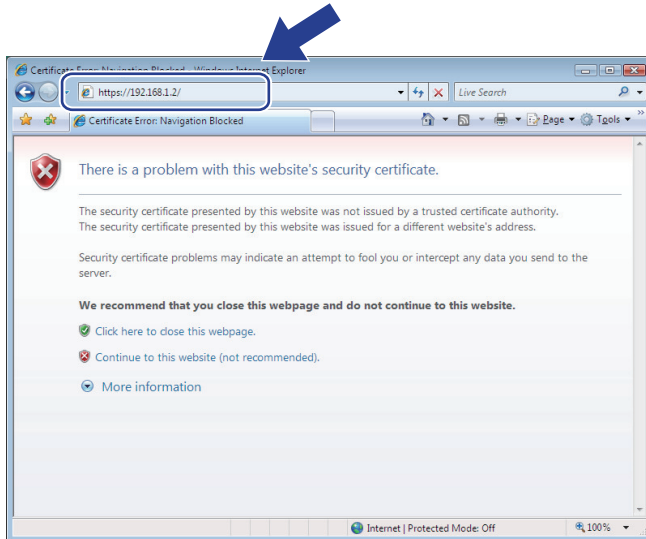 Certificate Error: Navigation Blocked - Windows Internet Explorer
https://192.168.1.2/
Live Search
Certificate Error: Navigation Blocked
Page
Tools
There is a problem with this website's security certificate.
The security certificate presented by this website was not issued by a trusted certificate authority.
The security certificate presented by this website was issued for a different website's address.
Security certificate problems may indicate an attempt to fool you or intercept any data you send to the
server.
We recommend that you close this webpage and do not continue to this website.
Click here to close this webpage.
Continue to this website (not recommended).
More information
Internet | Protected Mode: Off
100%